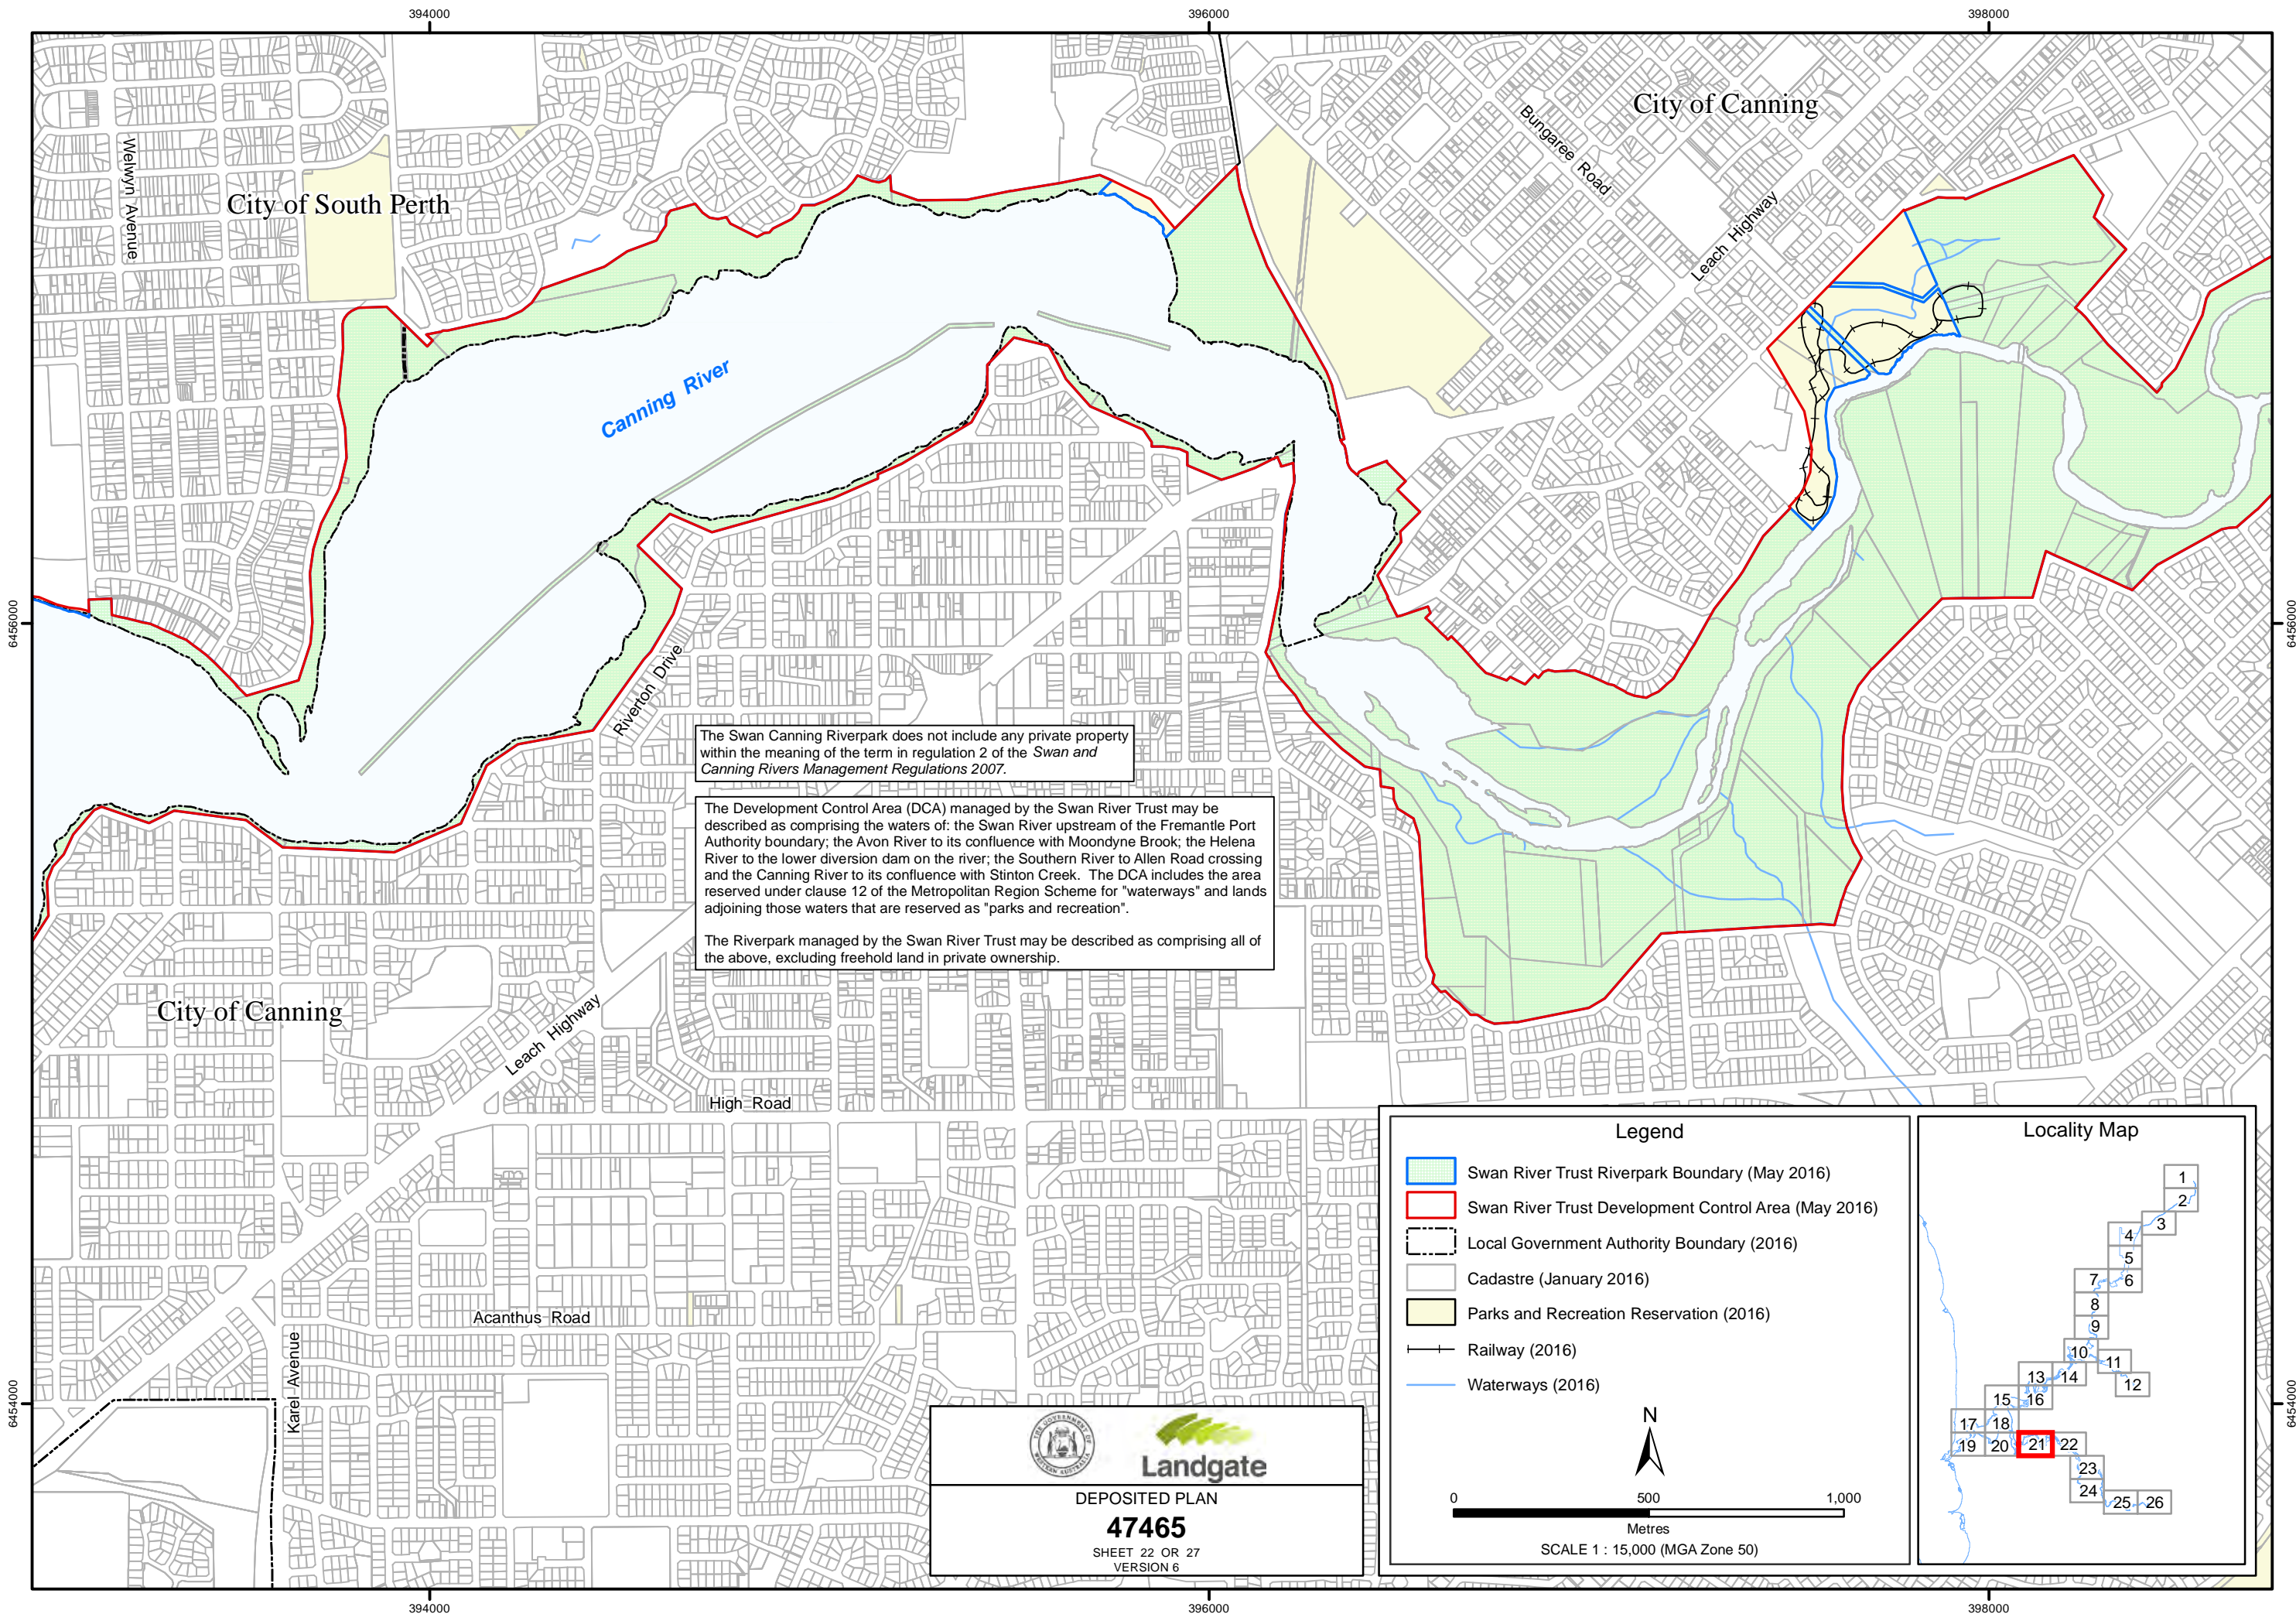 394000
396000
398000
City of Canning
Bungaree Road
Welwyn Avenue
City of South Perth
Leach Highway
Canning River
6456000
6456000
Riverton Drive
The Swan Canning Riverpark does not include any private property
within the meaning of the term in regulation 2 of the Swan and
Canning Rivers Management Regulations 2007.
The Development Control Area (DCA) managed by the Swan River Trust may be
described as comprising the waters of: the Swan River upstream of the Fremantle Port
Authority boundary; the Avon River to its confluence with Moondyne Brook; the Helena
River to the lower diversion dam on the river; the Southern River to Allen Road crossing
and the Canning River to its confluence with Stinton Creek. The DCA includes the area
reserved under clause 12 of the Metropolitan Region Scheme for "waterways" and lands
adjoining those waters that are reserved as "parks and recreation".
The Riverpark managed by the Swan River Trust may be described as comprising all of
the above, excluding freehold land in private ownership.
City of Canning
Leach Highway
High Road
Acanthus Road
Karel Avenue
6454000
6454000
Legend
Swan River Trust Riverpark Boundary (May 2016)
Swan River Trust Development Control Area (May 2016)
Local Government Authority Boundary (2016)
Cadastre (January 2016)
Parks and Recreation Reservation (2016)
Railway (2016)
Waterways (2016)
N
0 500 1,000
Metres
SCALE 1 : 15,000 (MGA Zone 50)
Locality Map
1
2
3
4
5
6
7
8
9
10
11
12
13
14
15
16
17
18
19
20
21
22
23
24
25
26
THE GOVERNMENT OF
WESTERN AUSTRALIA
Landgate
DEPOSITED PLAN
47465
SHEET 22 OR 27
VERSION 6
394000
396000
398000